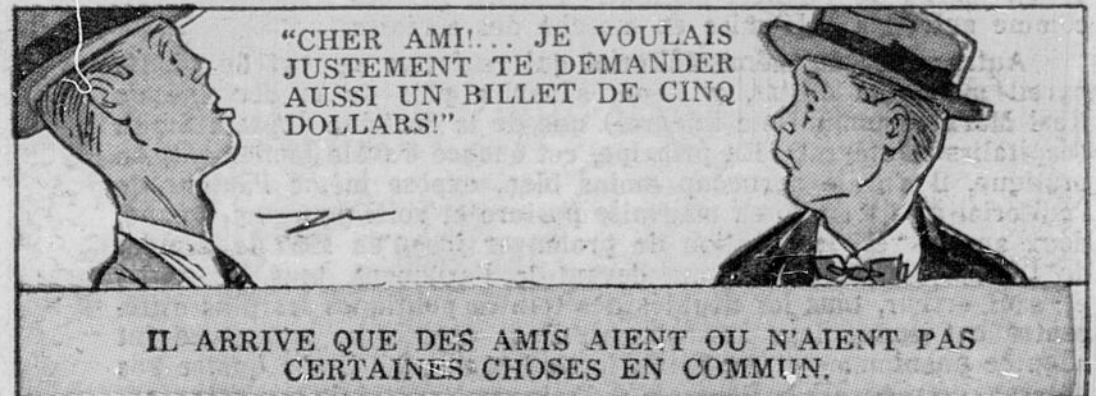 "CHER AMI!... JE VOULAIS
JUSTEMENT TE DEMANDER
AUSSI UN BILLET DE CINQ
DOLLARS!"
IL ARRIVE QUE DES AMIS AIENT OU N'AIENT PAS
CERTAINES CHOSES EN COMMUN.